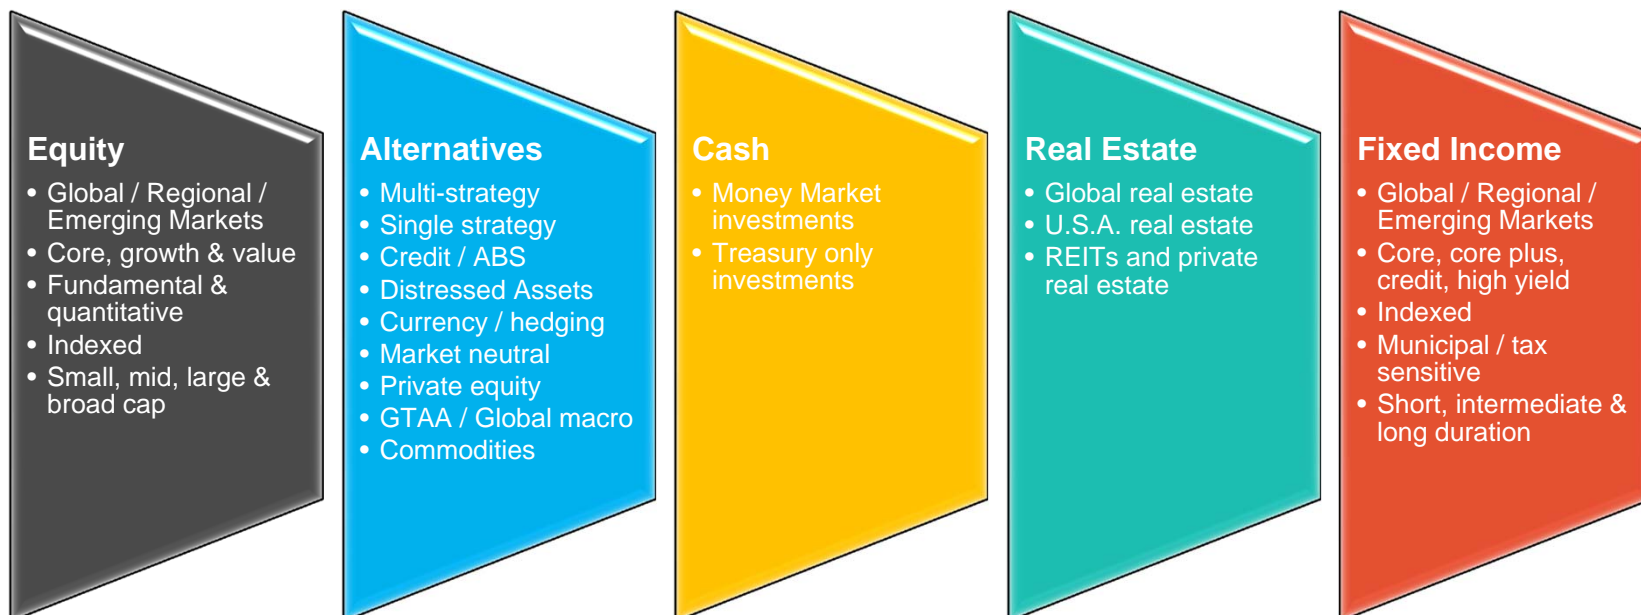 Equity
• Global / Regional /
Emerging Markets
• Core, growth & value
• Fundamental &
quantitative
• Indexed
• Small, mid, large &
broad cap
Alternatives
• Multi-strategy
• Single strategy
• Credit / ABS
• Distressed Assets
• Currency / hedging
• Market neutral
• Private equity
• GTAA / Global macro
• Commodities
Cash
• Money Market
investments
• Treasury only
investments
Real Estate
• Global real estate
• U.S.A. real estate
• REITs and private
real estate
Fixed Income
• Global / Regional /
Emerging Markets
• Core, core plus,
credit, high yield
• Indexed
• Municipal / tax
sensitive
• Short, intermediate &
long duration